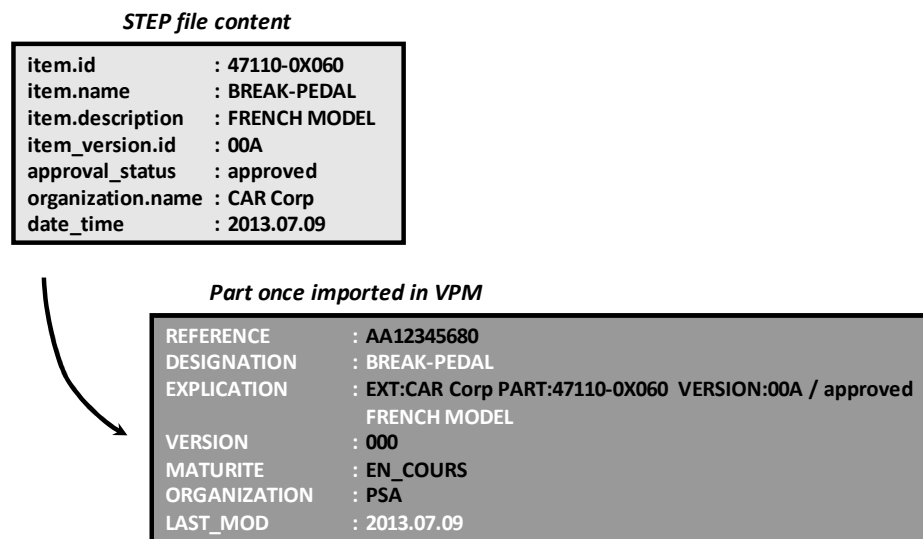 STEP file content
item.id : 47110-0X060
item.name : BREAK-PEDAL
item.description : FRENCH MODEL
item_version.id : 00A
approval_status : approved
organization.name : CAR Corp
date_time : 2013.07.09
Part once imported in VPM
REFERENCE : AA12345680
DESIGNATION : BREAK-PEDAL
EXPLICATION : EXT:CAR Corp PART:47110-0X060 VERSION:00A / approved
FRENCH MODEL
VERSION : 000
MATURITE : EN_COURS
ORGANIZATION : PSA
LAST_MOD : 2013.07.09